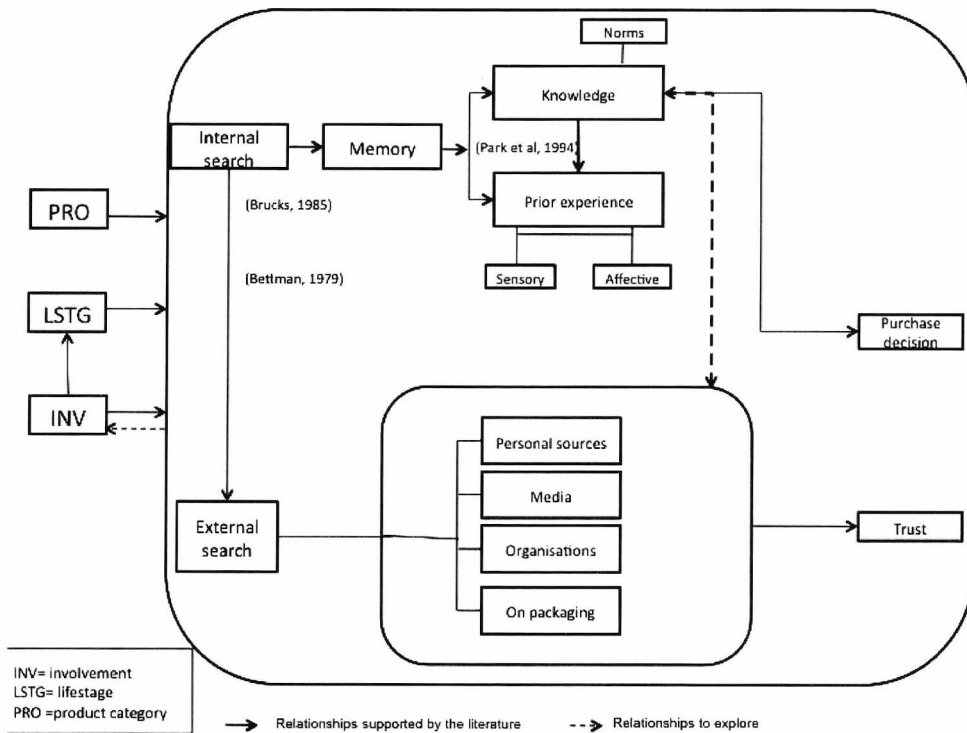 Norms
Knowledge
Internal
search
Memory
(Park et al, 1994)
Prior experience
PRO
(Brucks, 1985)
Sensory
Affective
(Bettman, 1979)
LSTG
Purchase
decision
INV
Personal sources
Media
External
search
Organisations
Trust
On packaging
INV= involvement
LSTG= lifestage
PRO =product category
Relationships supported by the literature
Relationships to explore